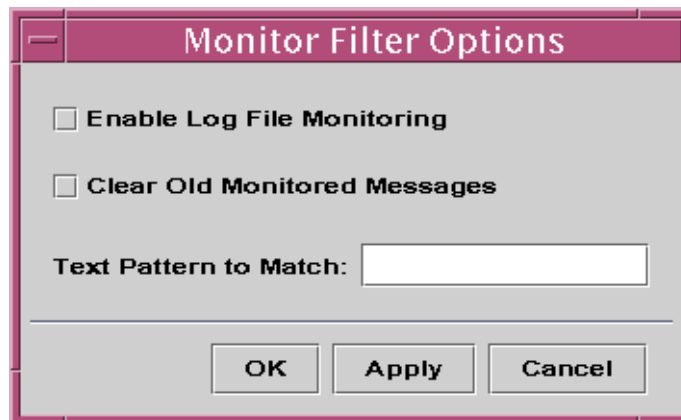 Monitor Filter Options
Enable Log File Monitoring
Clear Old Monitored Messages
Text Pattern to Match:
OK Apply Cancel